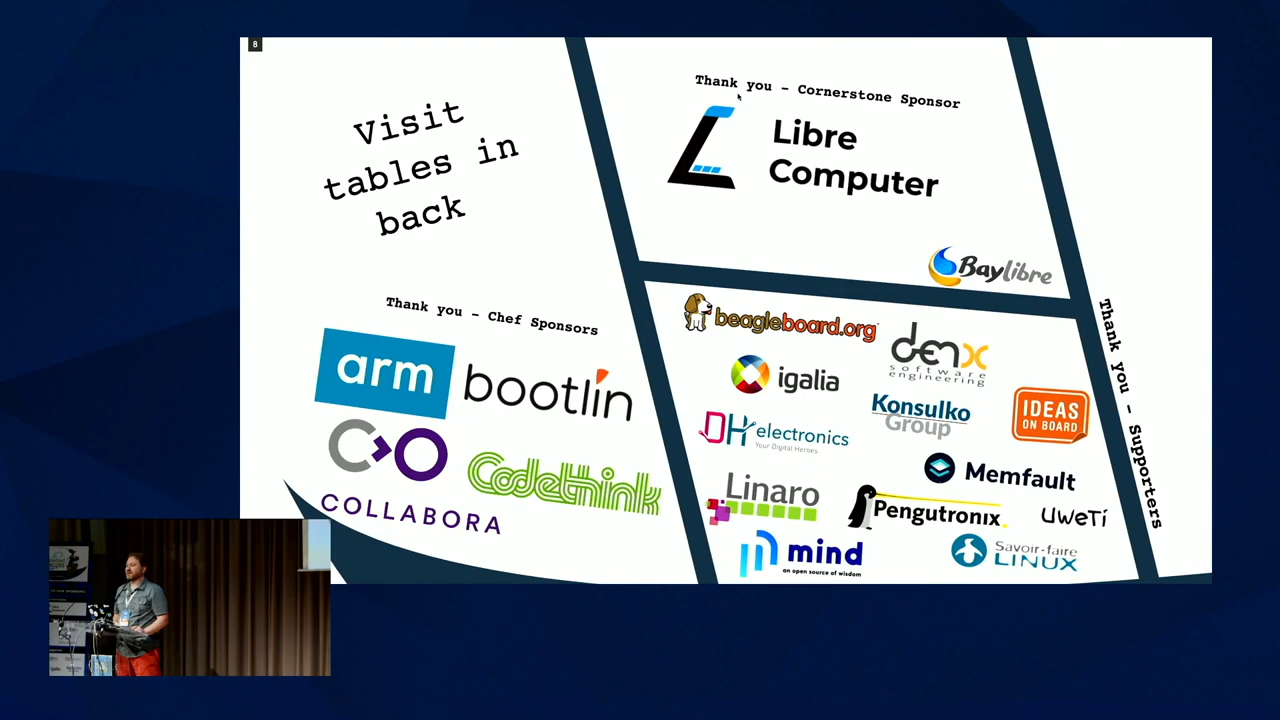 8
Visit
tables in
back
Thank you – Cornerstone Sponsor
Libre
Computer
Baylibre
Thank you – Chef Sponsors
arm
bootlin
COLLABORA
Codethink
beagleboard.org
denx
software
engineering
igalia
Konsulko
Group
IDEAS
ON BOARD
DH electronics
Your Digital Heroes
Memfault
Linaro
Pengutronix
UWeTI
mind
an open source of wisdom
Savoir-faire
LINUX
Thank you – Supporters